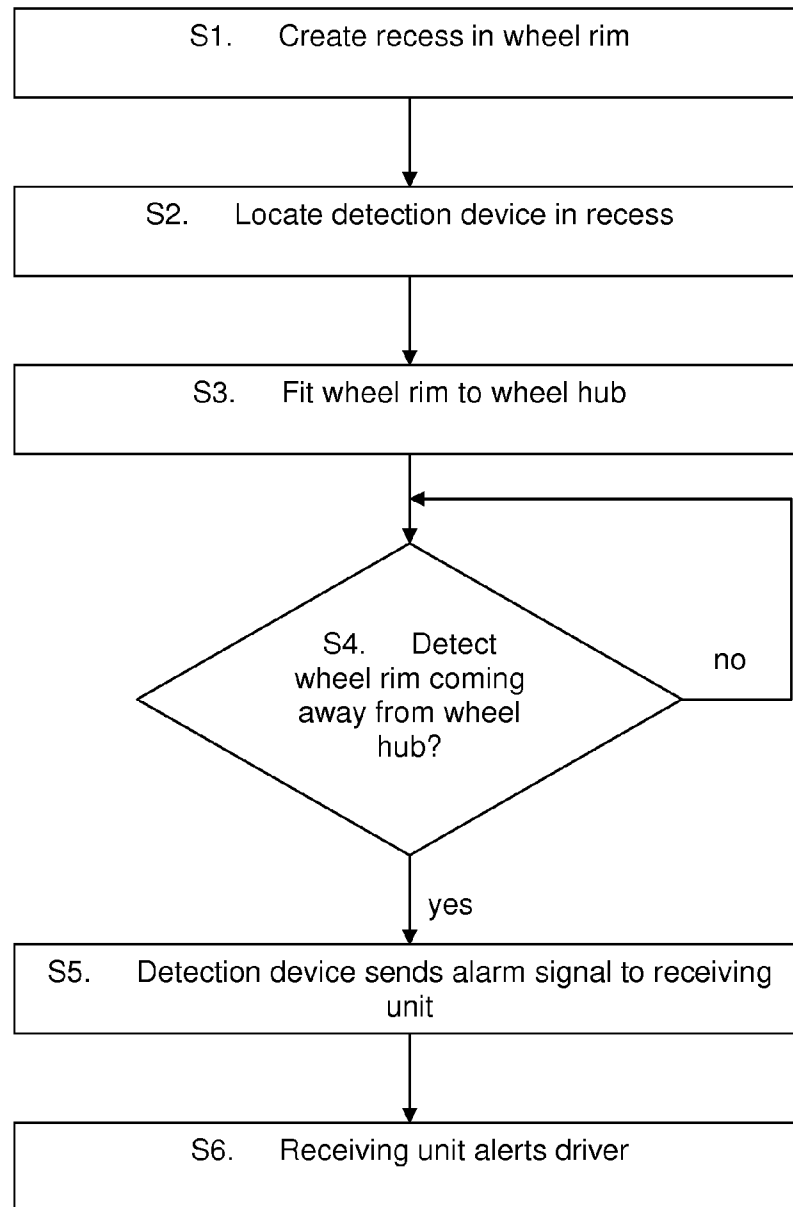 S1. Create recess in wheel rim
S2. Locate detection device in recess
S3. Fit wheel rim to wheel hub
S4. Detect
wheel rim coming
away from wheel
hub?
no
yes
S5. Detection device sends alarm signal to receiving
unit
S6. Receiving unit alerts driver